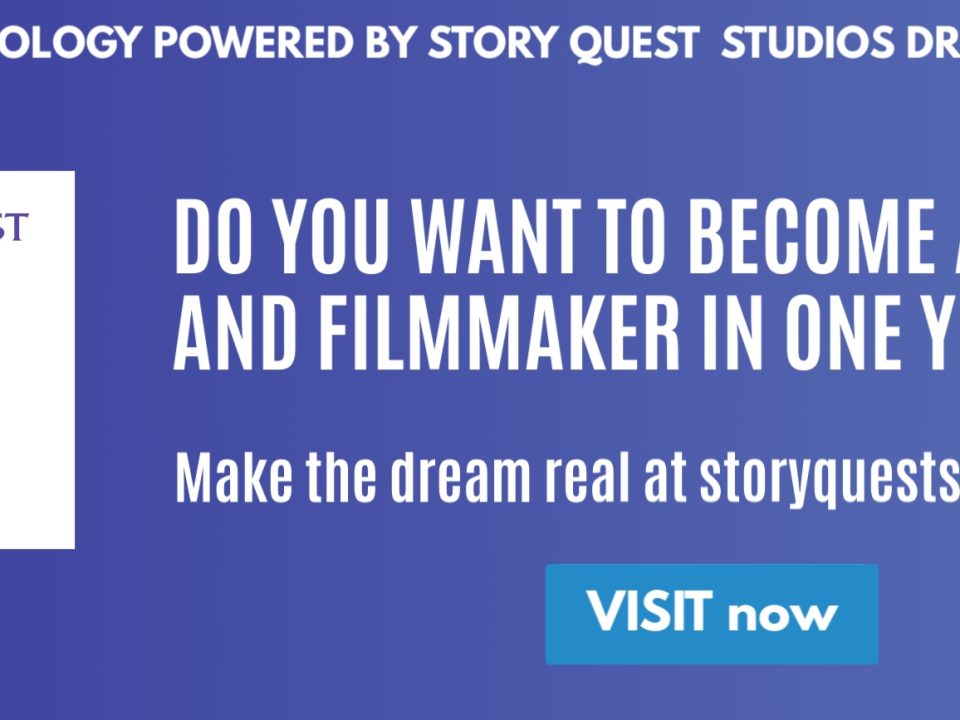 OLOGY POWERED BY STORY QUEST STUDIOS DR
ST
DO YOU WANT TO BECOME A
AND FILMMAKER IN ONE Y
Make the dream real at storyquests
VISIT now